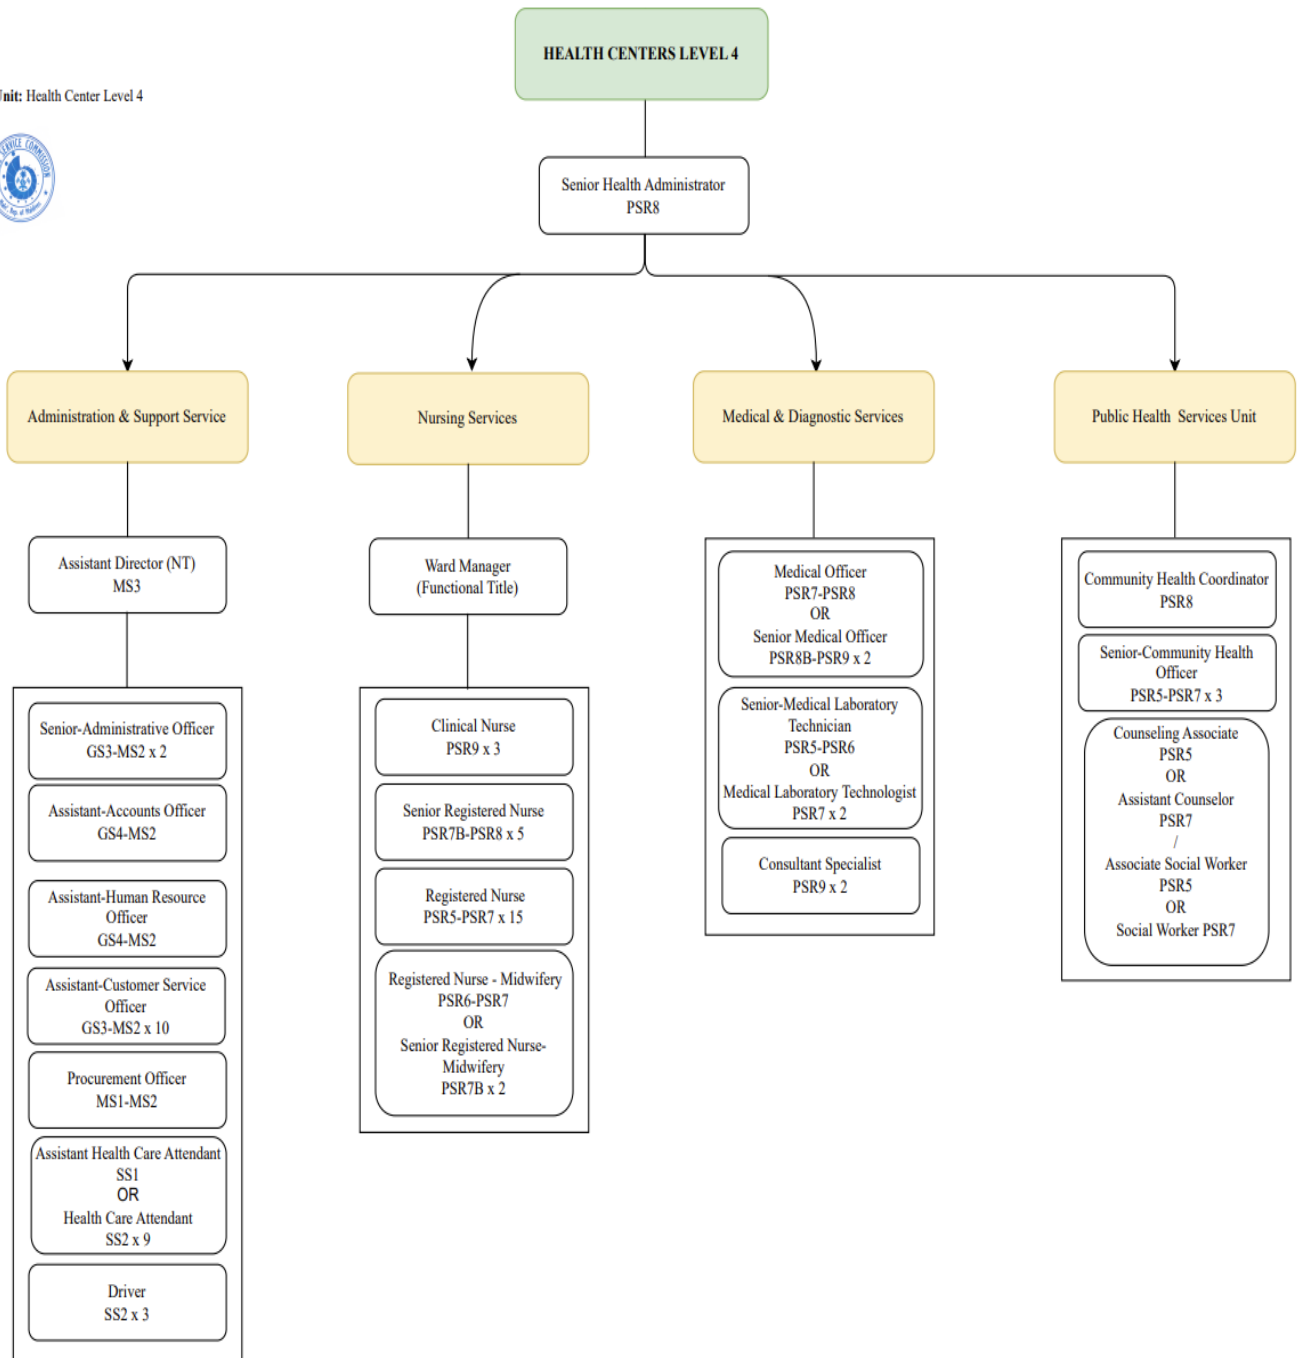 HEALTH CENTERS LEVEL 4
Unit: Health Center Level 4
SERVICE COMMISSION
Senior Health Administrator
PSR8
Administration & Support Service
Nursing Services
Medical & Diagnostic Services
Public Health Services Unit
Assistant Director (NT)
MS3
Senior-Administrative Officer
GS3-MS2 x 2
Assistant-Accounts Officer
GS4-MS2
Assistant-Human Resource
Officer
GS4-MS2
Assistant-Customer Service
Officer
GS3-MS2 x 10
Procurement Officer
MS1-MS2
Assistant Health Care Attendant
SS1
OR
Health Care Attendant
SS2 x 9
Driver
SS2 x 3
Ward Manager
(Functional Title)
Clinical Nurse
PSR9 x 3
Senior Registered Nurse
PSR7B-PSR8 x 5
Registered Nurse
PSR5-PSR7 x 15
Registered Nurse - Midwifery
PSR6-PSR7
OR
Senior Registered Nurse-
Midwifery
PSR7B x 2
Medical Officer
PSR7-PSR8
OR
Senior Medical Officer
PSR8B-PSR9 x 2
Senior-Medical Laboratory
Technician
PSR5-PSR6
OR
Medical Laboratory Technologist
PSR7 x 2
Consultant Specialist
PSR9 x 2
Community Health Coordinator
PSR8
Senior-Community Health
Officer
PSR5-PSR7 x 3
Counseling Associate
PSR5
OR
Assistant Counselor
PSR7
/
Associate Social Worker
PSR5
OR
Social Worker PSR7